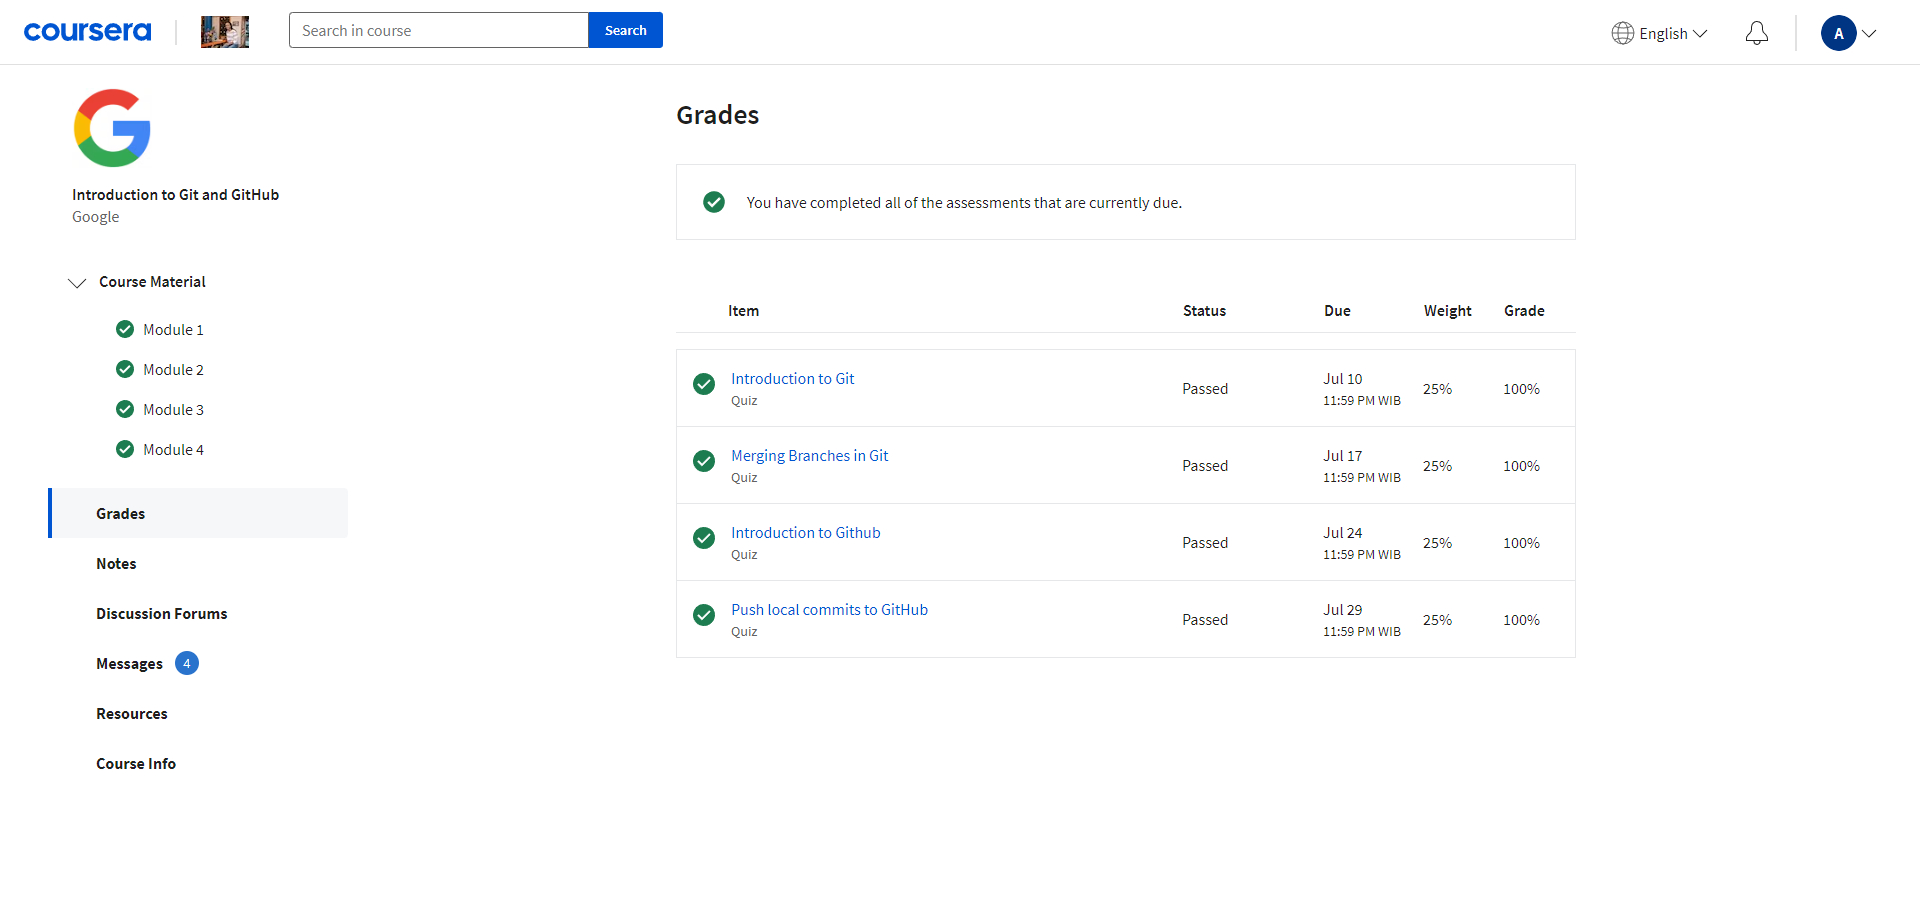 coursera
Search in course
Search
English
A
Introduction to Git and GitHub
Google
Course Material
Module 1
Module 2
Module 3
Module 4
Grades
Notes
Discussion Forums
Messages 4
Resources
Course Info
Grades
You have completed all of the assessments that are currently due.
Item Status Due Weight Grade
Introduction to Git
Quiz
Passed
Jul 10
11:59 PM WIB
25%
100%
Merging Branches in Git
Quiz
Passed
Jul 17
11:59 PM WIB
25%
100%
Introduction to Github
Quiz
Passed
Jul 24
11:59 PM WIB
25%
100%
Push local commits to GitHub
Quiz
Passed
Jul 29
11:59 PM WIB
25%
100%